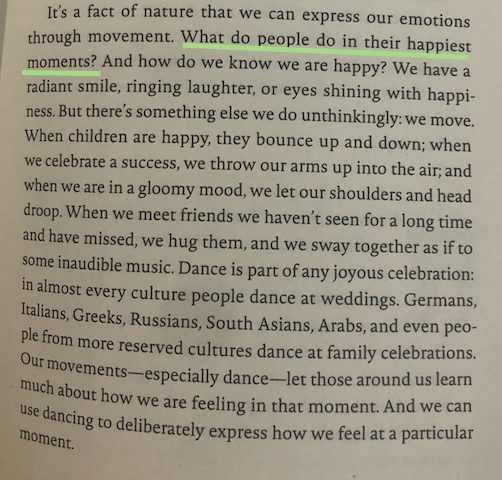 It's a fact of nature that we can express our emotions
through movement. What do people do in their happiest
moments? And how do we know we are happy? We have a
radiant smile, ringing laughter, or eyes shining with happi-
ness. But there's something else we do unthinkingly: we move.
When children are happy, they bounce up and down; when
we celebrate a success, we throw our arms up into the air; and
when we are in a gloomy mood, we let our shoulders and head
droop. When we meet friends we haven't seen for a long time
and have missed, we hug them, and we sway together as if to
some inaudible music. Dance is part of any joyous celebration:
in almost every culture people dance at weddings. Germans,
Italians, Greeks, Russians, South Asians, Arabs, and even peo-
ple from more reserved cultures dance at family celebrations.
Our movements—especially dance—let those around us learn
much about how we are feeling in that moment. And we can
use dancing to deliberately express how we feel at a particular
moment.